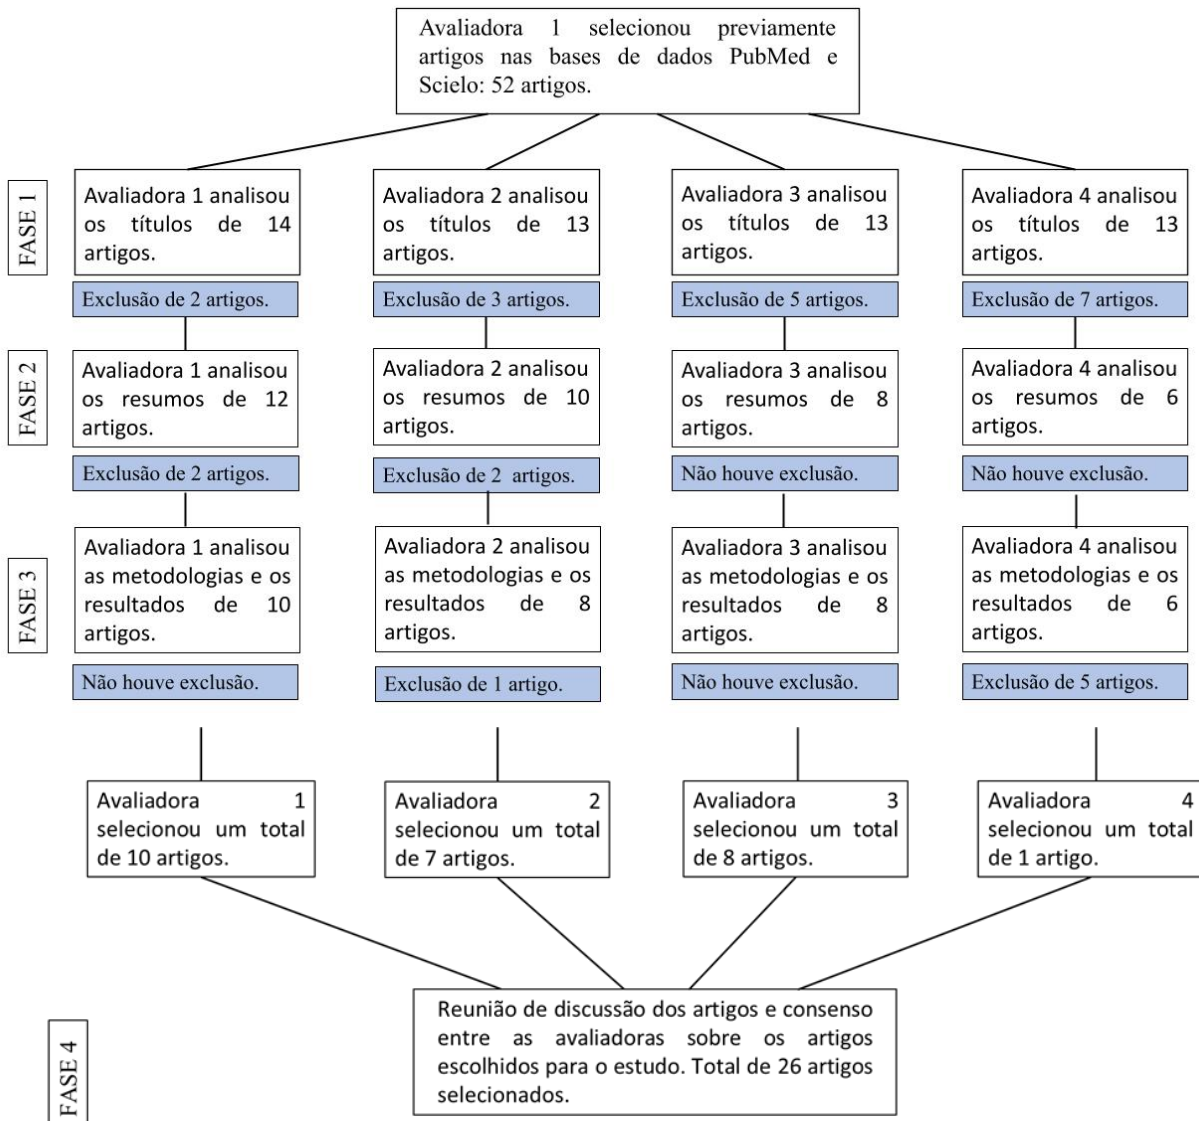 Avaliadora 1 selecionou previamente
artigos nas bases de dados PubMed e
Scielo: 52 artigos.
FASE 1
Avaliadora 1 analisou
os títulos de 14
artigos.
Avaliadora 2 analisou
os títulos de 13
artigos.
Avaliadora 3 analisou
os títulos de 13
artigos.
Avaliadora 4 analisou
os títulos de 13
artigos.
Exclusão de 2 artigos.
Exclusão de 3 artigos.
Exclusão de 5 artigos.
Exclusão de 7 artigos.
FASE 2
Avaliadora 1 analisou
os resumos de 12
artigos.
Avaliadora 2 analisou
os resumos de 10
artigos.
Avaliadora 3 analisou
os resumos de 8
artigos.
Avaliadora 4 analisou
os resumos de 6
artigos.
Exclusão de 2 artigos.
Exclusão de 2 artigos.
Não houve exclusão.
Não houve exclusão.
FASE 3
Avaliadora 1 analisou
as metodologias e os
resultados de 10
artigos.
Avaliadora 2 analisou
as metodologias e os
resultados de 8
artigos.
Avaliadora 3 analisou
as metodologias e os
resultados de 8
artigos.
Avaliadora 4 analisou
as metodologias e os
resultados de 6
artigos.
Não houve exclusão.
Exclusão de 1 artigo.
Não houve exclusão.
Exclusão de 5 artigos.
Avaliadora 1
selecionou um total
de 10 artigos.
Avaliadora 2
selecionou um total
de 7 artigos.
Avaliadora 3
selecionou um total
de 8 artigos.
Avaliadora 4
selecionou um total
de 1 artigo.
FASE 4
Reunião de discussão dos artigos e consenso
entre as avaliadoras sobre os artigos
escolhidos para o estudo. Total de 26 artigos
selecionados.